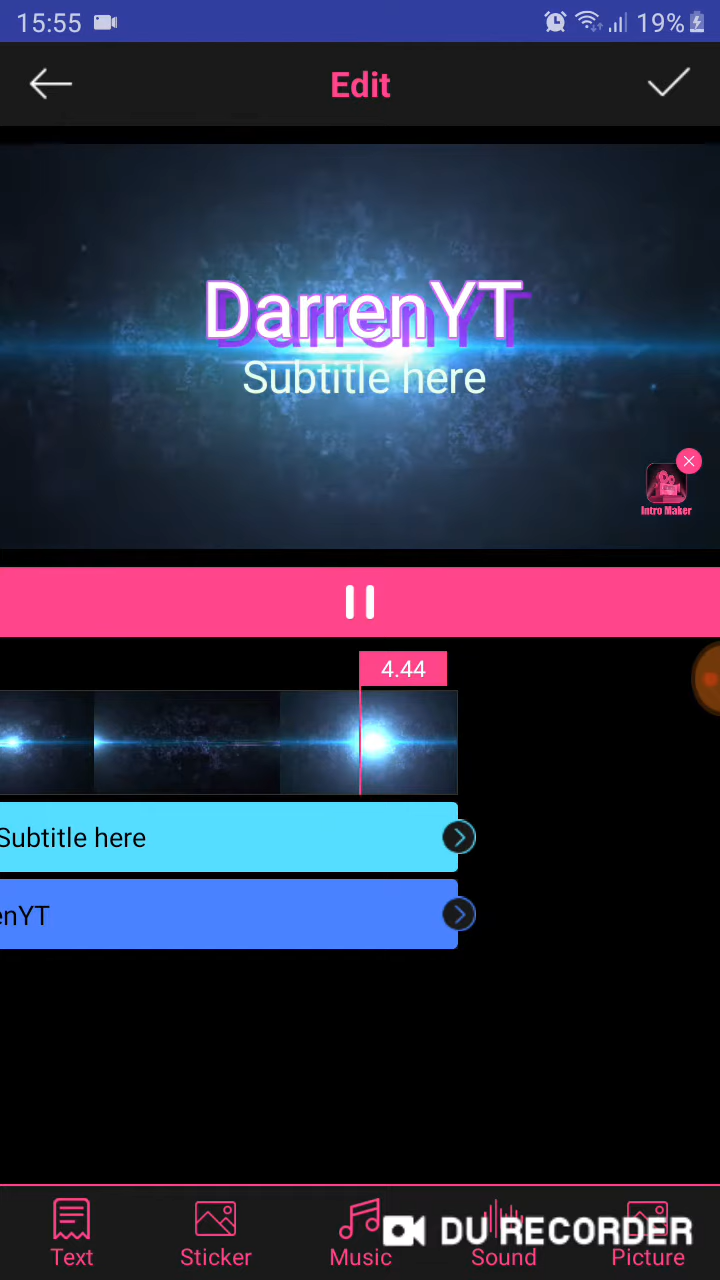 15:55 19%
Edit
DarrenYT
Subtitle here
Intro Maker
4.44
Subtitle here
enYT
DU RECORDER
Text Sticker Music Sound Picture